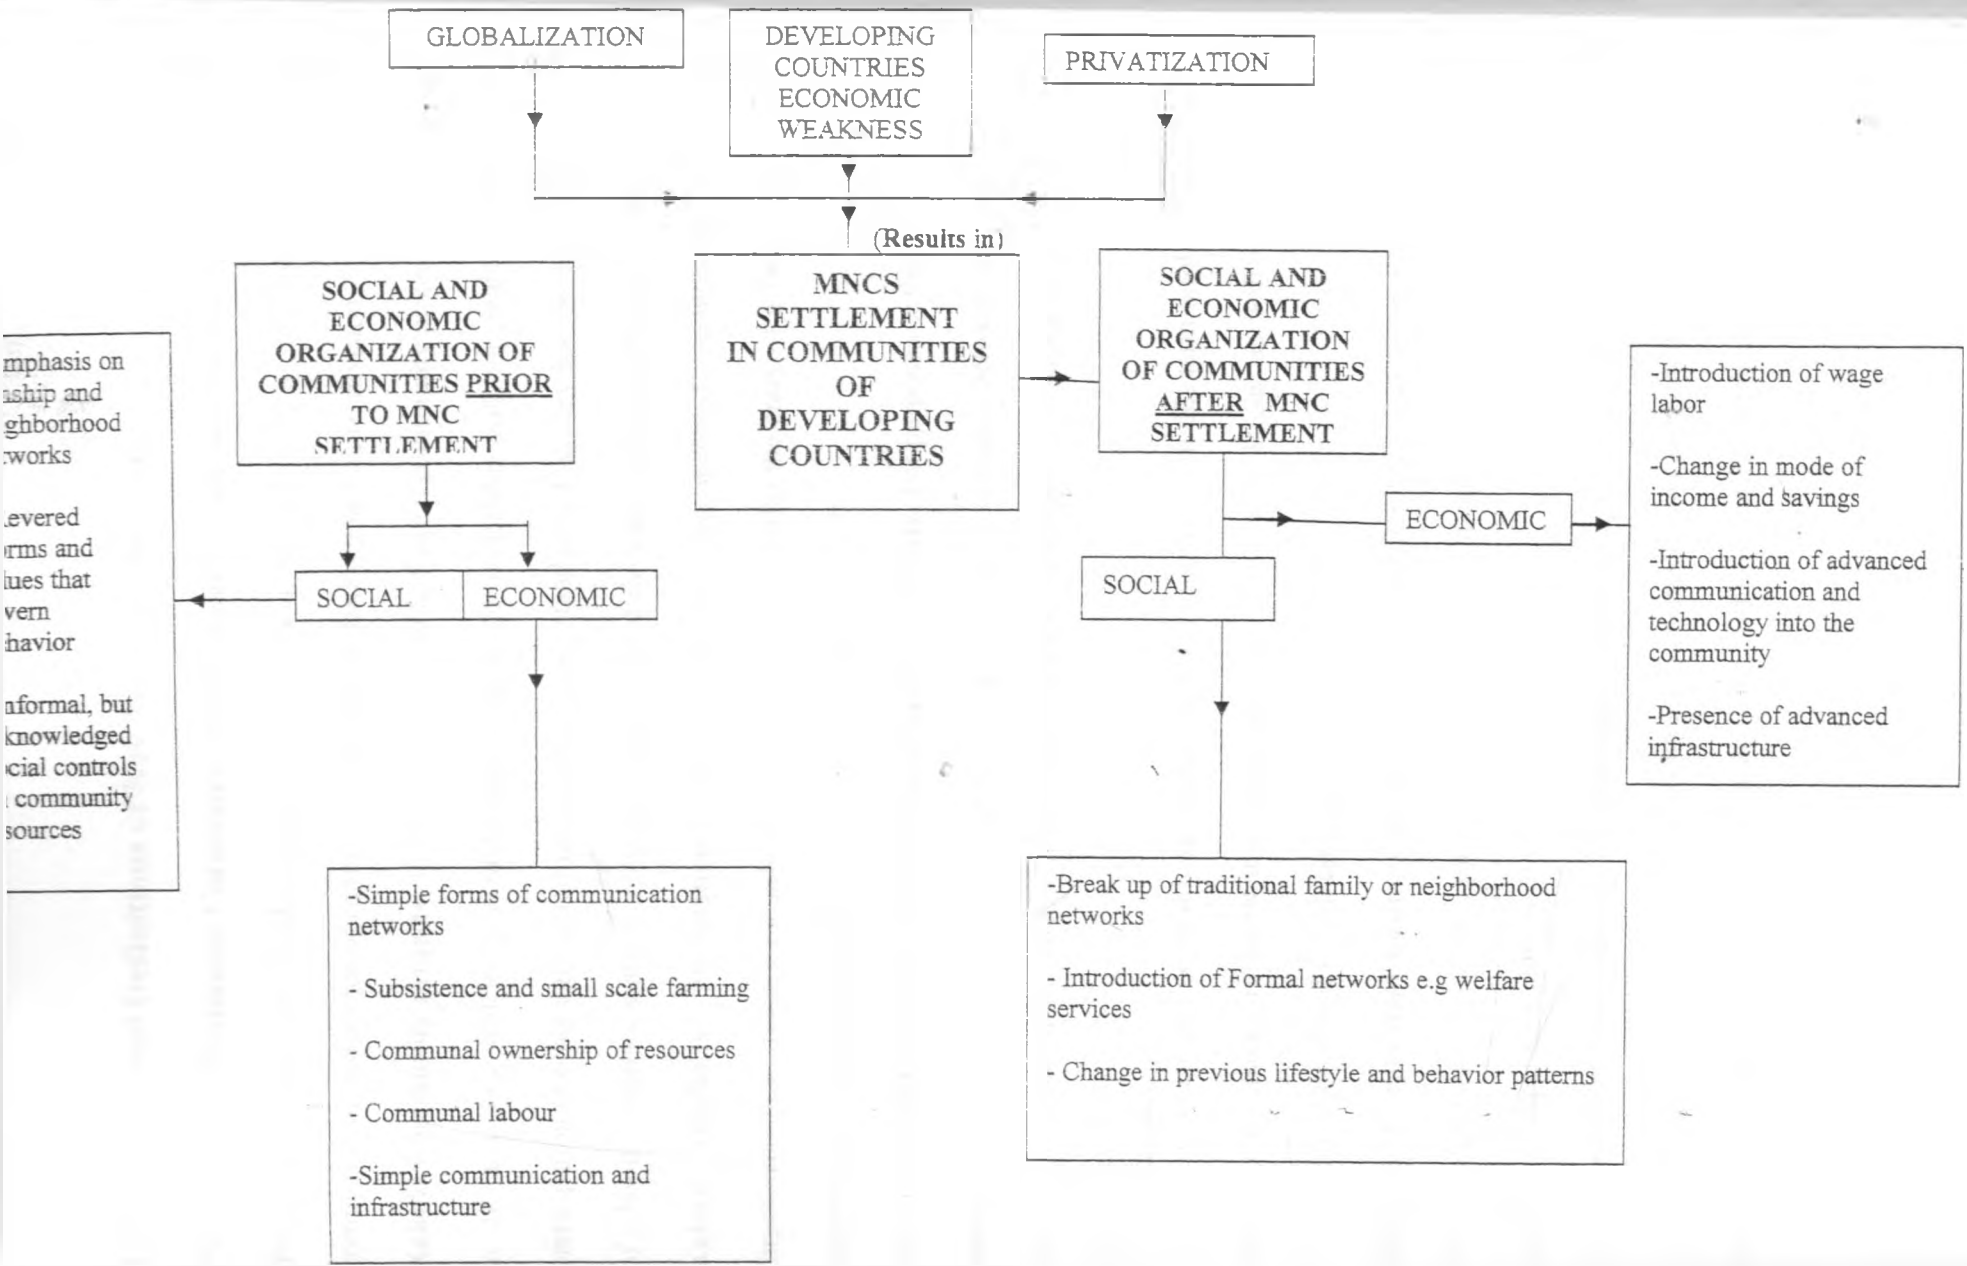 GLOBALIZATION
DEVELOPING
COUNTRIES
ECONOMIC
WEAKNESS
PRIVATIZATION
(Results in)
SOCIAL AND
ECONOMIC
ORGANIZATION OF
COMMUNITIES PRIOR
TO MNC
SETTLEMENT
MNCS
SETTLEMENT
IN COMMUNITIES
OF
DEVELOPING
COUNTRIES
SOCIAL AND
ECONOMIC
ORGANIZATION
OF COMMUNITIES
AFTER MNC
SETTLEMENT
mphasis on
ship and
ghborhood
works
evered
rms and
lues that
vern
havior
nformal, but
knowledged
cial controls
community
sources
SOCIAL
ECONOMIC
-Simple forms of communication
networks
- Subsistence and small scale farming
- Communal ownership of resources
- Communal labour
-Simple communication and
infrastructure
SOCIAL
ECONOMIC
-Introduction of wage
labor
-Change in mode of
income and savings
-Introduction of advanced
communication and
technology into the
community
-Presence of advanced
infrastructure
-Break up of traditional family or neighborhood
networks
- Introduction of Formal networks e.g welfare
services
- Change in previous lifestyle and behavior patterns